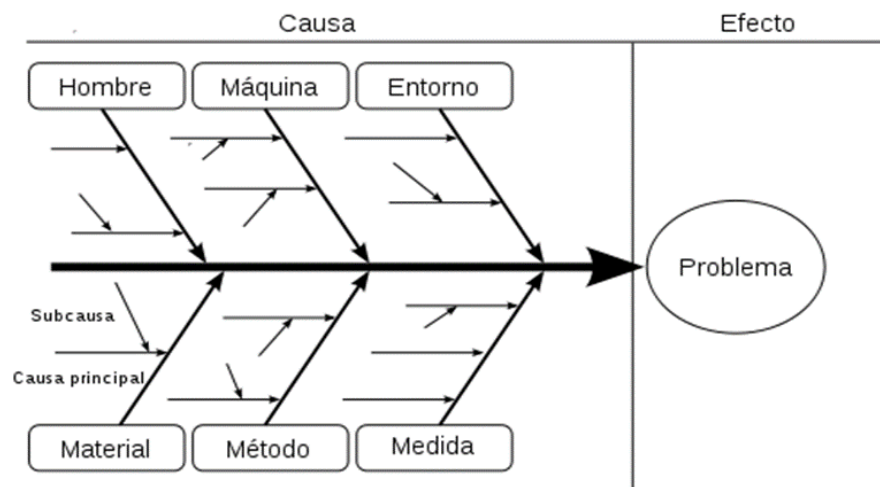 Causa
Efecto
Hombre
Máquina
Entorno
Problema
Subcausa
Causa principal
Material
Método
Medida